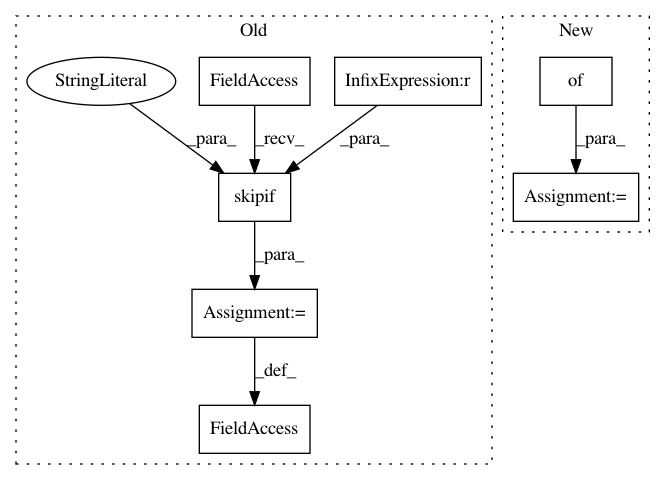 Old
New
StringLiteral
FieldAccess
InfixExpression:r
of
_para_
_recv_
_para_
_para_
skipif
Assignment:=
_para_
Assignment:=
_def_
FieldAccess